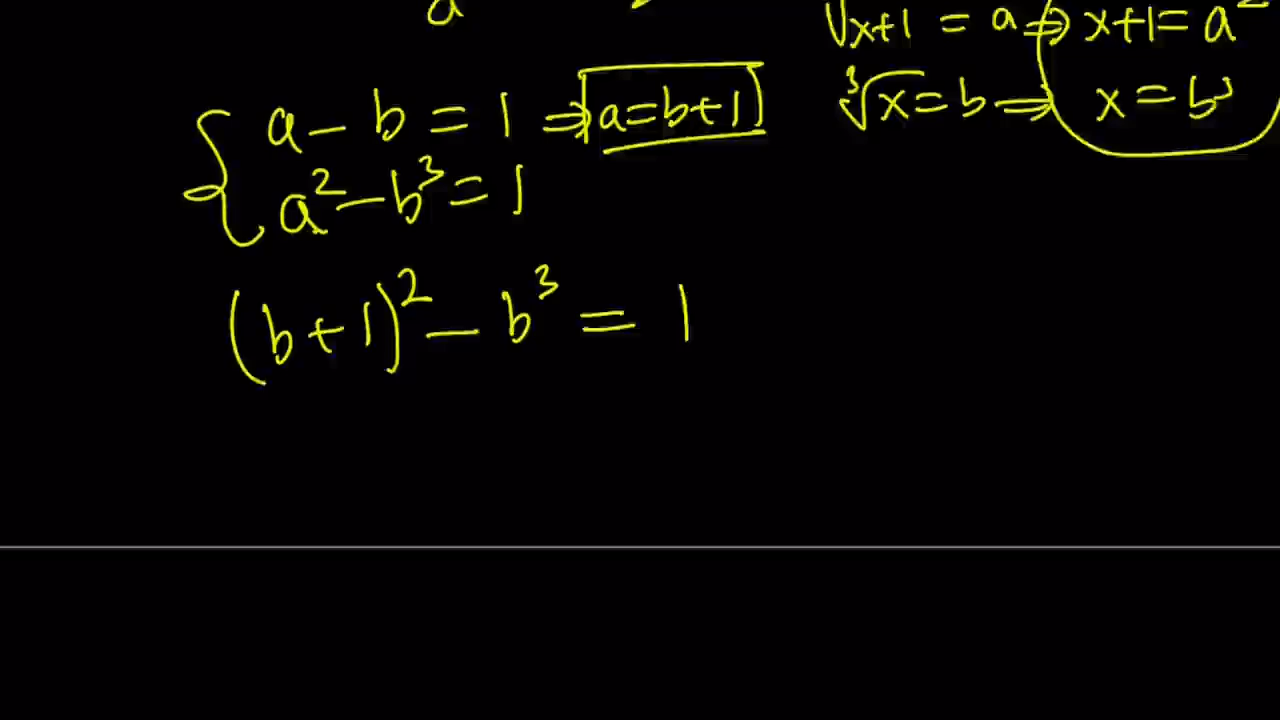 a
√x+1 = a ⇒ x+1 = a²
∛x = b ⇒ x = b³
a − b = 1 ⇒ a = b+1
a² − b³ = 1
(b+1)² − b³ = 1